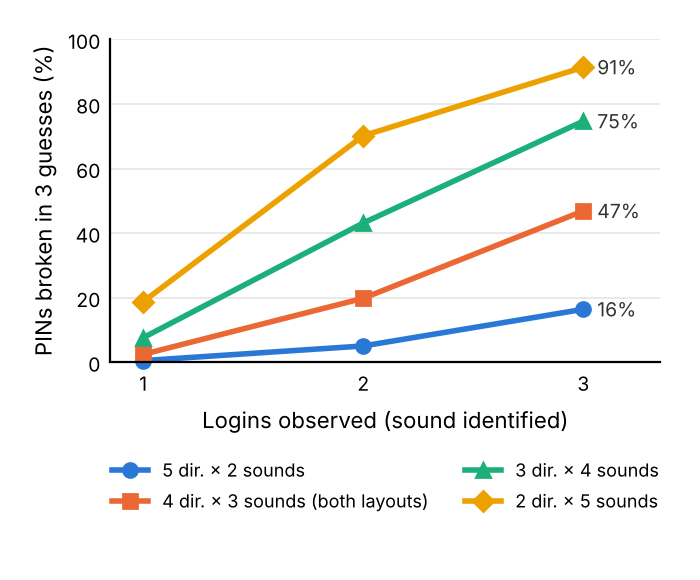 PINs broken in 3 guesses (%)
100
80
60
40
20
0
91%
75%
47%
16%
1 2 3
Logins observed (sound identified)
5 dir. × 2 sounds
4 dir. × 3 sounds (both layouts)
3 dir. × 4 sounds
2 dir. × 5 sounds